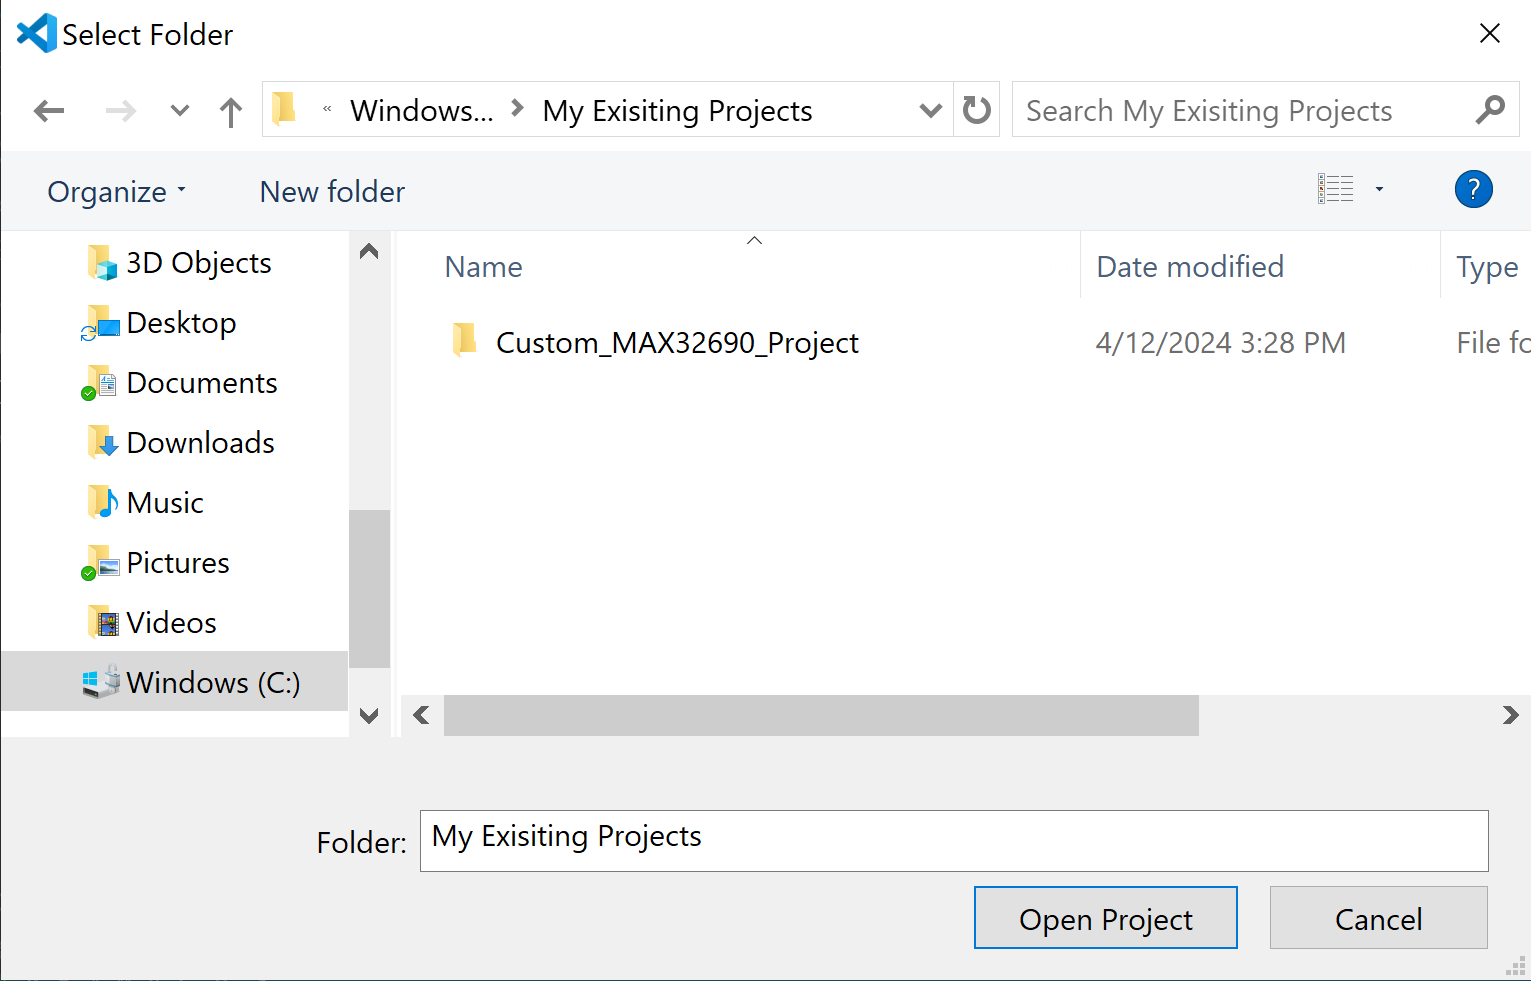 Select Folder
« Windows... > My Exisiting Projects
Search My Exisiting Projects
Organize
New folder
?
Name
Date modified
Type
3D Objects
Desktop
Documents
Downloads
Music
Pictures
Videos
Windows (C:)
Custom_MAX32690_Project
4/12/2024 3:28 PM
File fo
Folder:
My Exisiting Projects
Open Project
Cancel